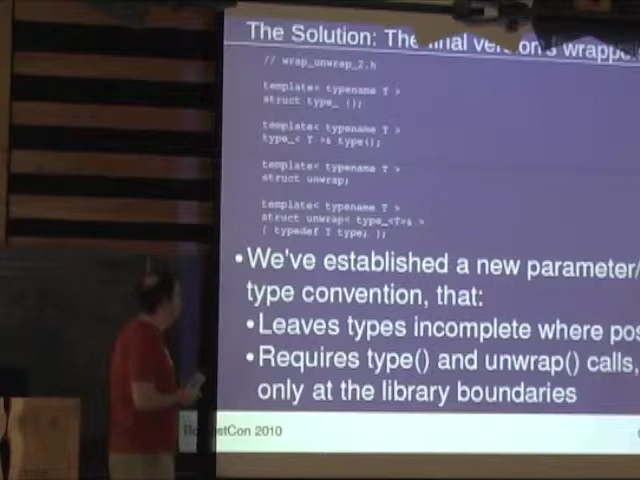 The Solution: The final version's wrappe
// wrap_unwrap_2.h
template< typename T >
struct type_ {};
template< typename T >
type_< T >& type();
template< typename T >
struct unwrap;
template< typename T >
struct unwrap< type_<T>& >
{ typedef T type; };
•We've established a new parameter/
type convention, that:
•Leaves types incomplete where pos
•Requires type() and unwrap() calls,
only at the library boundaries
BoostCon 2010